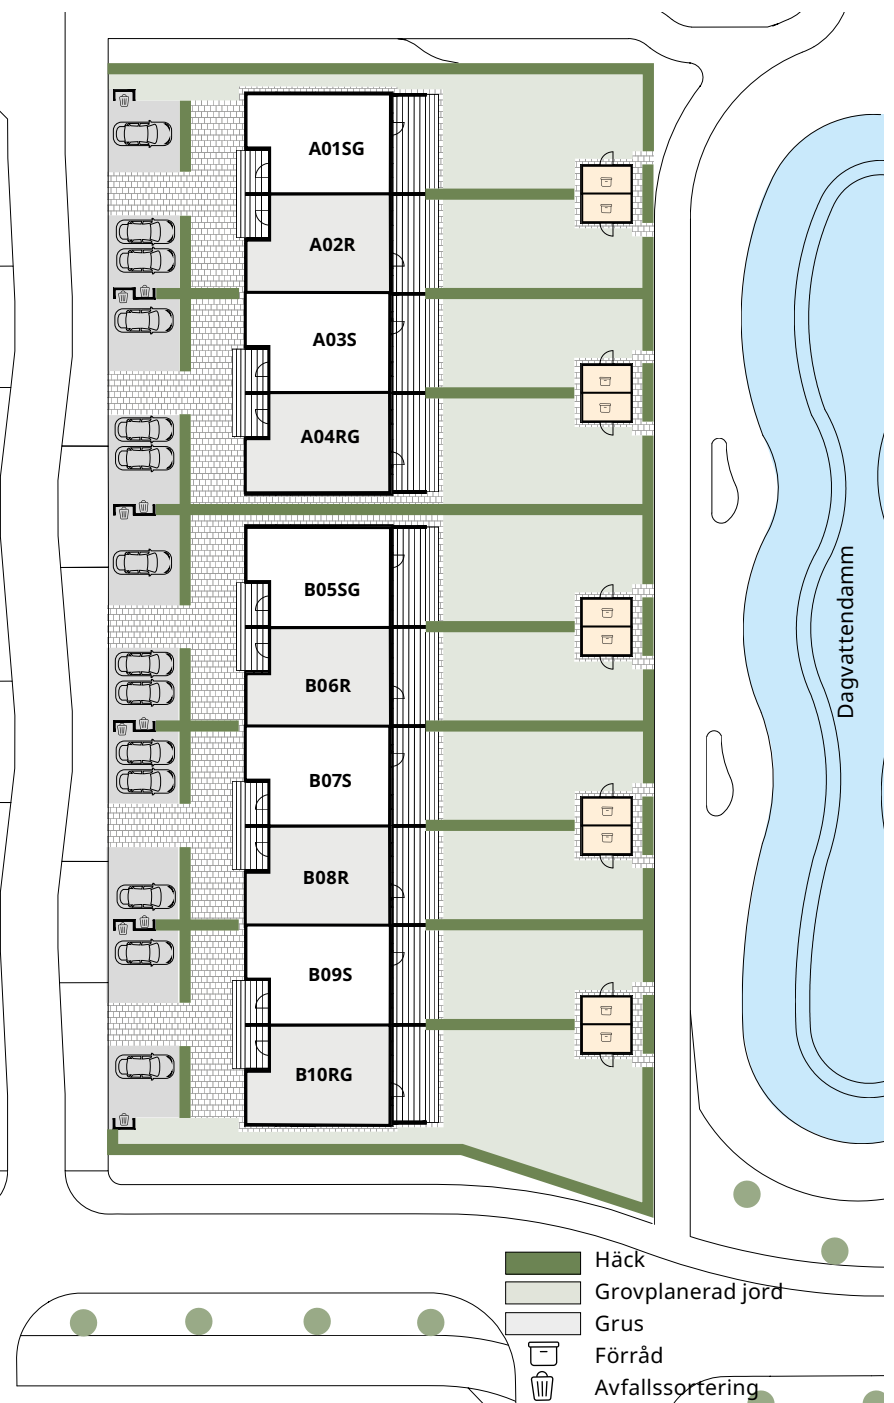 A01SG
A02R
A03S
A04RG
B05SG
B06R
B07S
B08R
B09S
B10RG
Dagvattendamm
Häck
Grovplanerad jord
Grus
Förråd
Avfallssortering